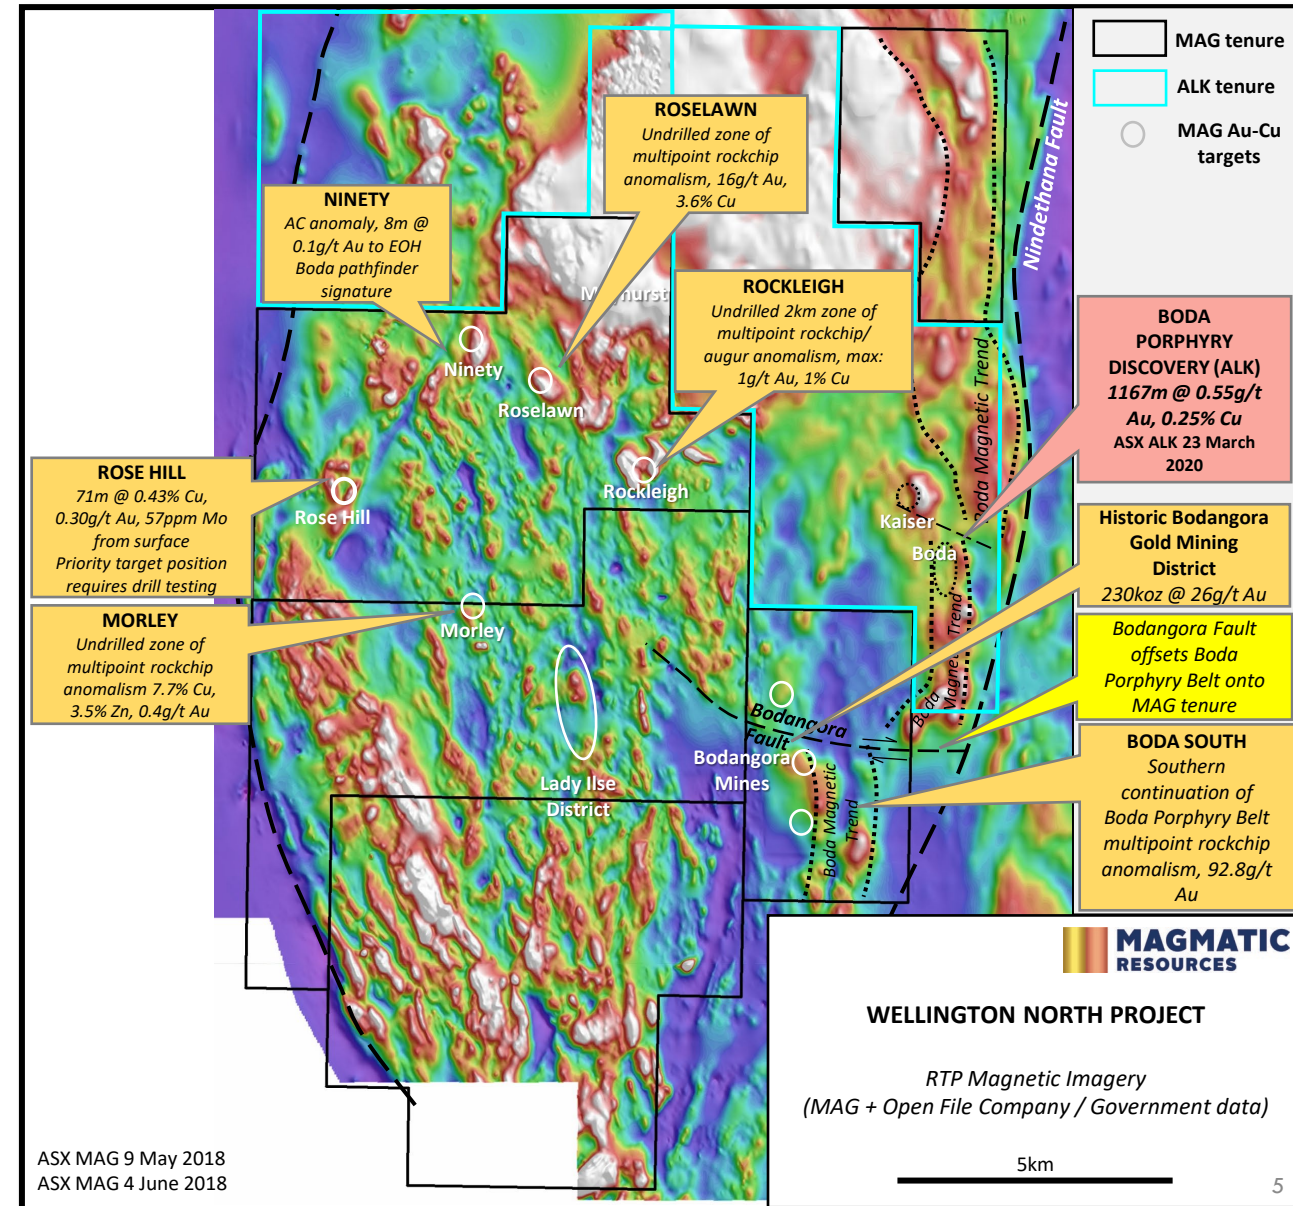 MAG tenure
ALK tenure
MAG Au-Cu
targets
Nindethana Fault
ROSELAWN
Undrilled zone of
multipoint rockchip
anomalism, 16g/t Au,
3.6% Cu
NINETY
AC anomaly, 8m @
0.1g/t Au to EOH
Boda pathfinder
signature
ROCKLEIGH
Undrilled 2km zone of
multipoint rockchip/
augur anomalism, max:
1g/t Au, 1% Cu
BODA
PORPHYRY
DISCOVERY (ALK)
1167m @ 0.55g/t
Au, 0.25% Cu
ASX ALK 23 March
2020
Ninety
Roselawn
Boda Magnetic Trend
ROSE HILL
71m @ 0.43% Cu,
0.30g/t Au, 57ppm Mo
from surface
Priority target position
requires drill testing
Rose Hill
Rockleigh
Kaiser
Boda
Historic Bodangora
Gold Mining
District
230koz @ 26g/t Au
MORLEY
Undrilled zone of
multipoint rockchip
anomalism 7.7% Cu,
3.5% Zn, 0.4g/t Au
Morley
Boda
Magnetic Trend
Bodangora Fault
offsets Boda
Porphyry Belt onto
MAG tenure
Bodangora
Fault
Bodangora
Mines
Lady Ilse
District
Boda Magnetic
Trend
BODA SOUTH
Southern
continuation of
Boda Porphyry Belt
multipoint rockchip
anomalism, 92.8g/t
Au
MAGMATIC
RESOURCES
WELLINGTON NORTH PROJECT
RTP Magnetic Imagery
(MAG + Open File Company / Government data)
5km
ASX MAG 9 May 2018
ASX MAG 4 June 2018
5